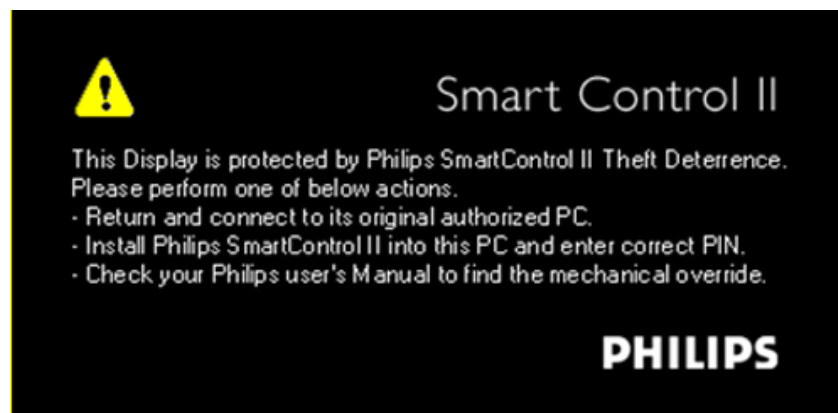 Smart Control II
This Display is protected by Philips SmartControl II Theft Deterrence.
Please perform one of below actions.
- Return and connect to its original authorized PC.
- Install Philips SmartControl II into this PC and enter correct PIN.
- Check your Philips user's Manual to find the mechanical override.
PHILIPS